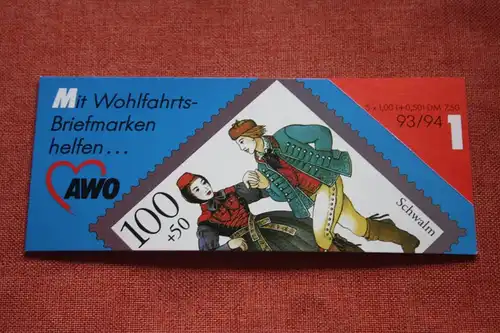 Mit Wohlfahrts-
Briefmarken
helfen...
AWO
100
+50
Schwalm
5 x 1,00 (+0,50) DM 7,50
93/94
1